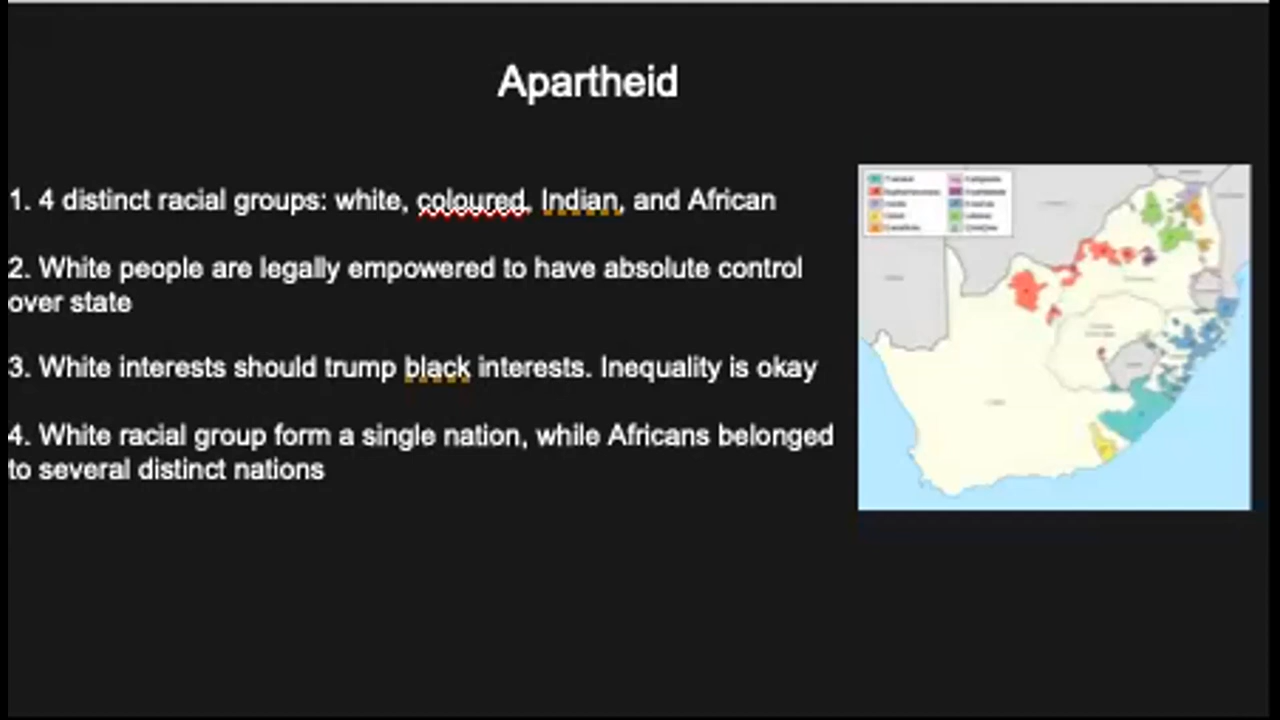 Apartheid
1. 4 distinct racial groups: white, coloured, Indian, and African
2. White people are legally empowered to have absolute control
over state
3. White interests should trump black interests. Inequality is okay
4. White racial group form a single nation, while Africans belonged
to several distinct nations